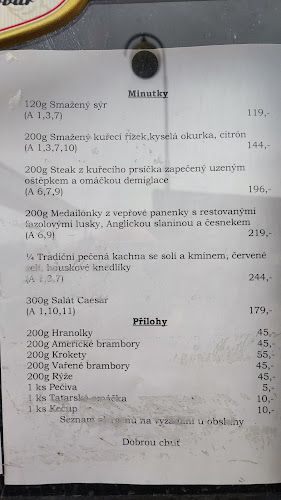 Minutky
120g Smažený sýr
(A 1,3,7) 119,-
200g Smažený kuřecí řízek,kyselá okurka, citrón
(A 1,3,7,10) 144,-
200g Steak z kuřecího prsíčka zapečený uzeným
oštěpkem a omáčkou demiglace
(A 6,7,9) 196,-
200g Medailónky z vepřové panenky s restovanými
fazolovými lusky, Anglickou slaninou a česnekem
(A 6,9) 219,-
¼ Tradiční pečená kachna se solí a kmínem, červené
zelí, houskové knedlíky
(A 1,3,7) 244,-
300g Salát Caesar
(A 1,10,11) 179,-
Přílohy
200g Hranolky 45,-
200g Americké brambory 45,-
200g Krokety 55,-
200g Vařené brambory 45,-
200g Rýže 45,-
1 ks Pečiva 5,-
1 ks Tatarská omáčka 10,-
1 ks Kečup 10,-
Seznam alergenů na vyžádání u obsluhy
Dobrou chuť